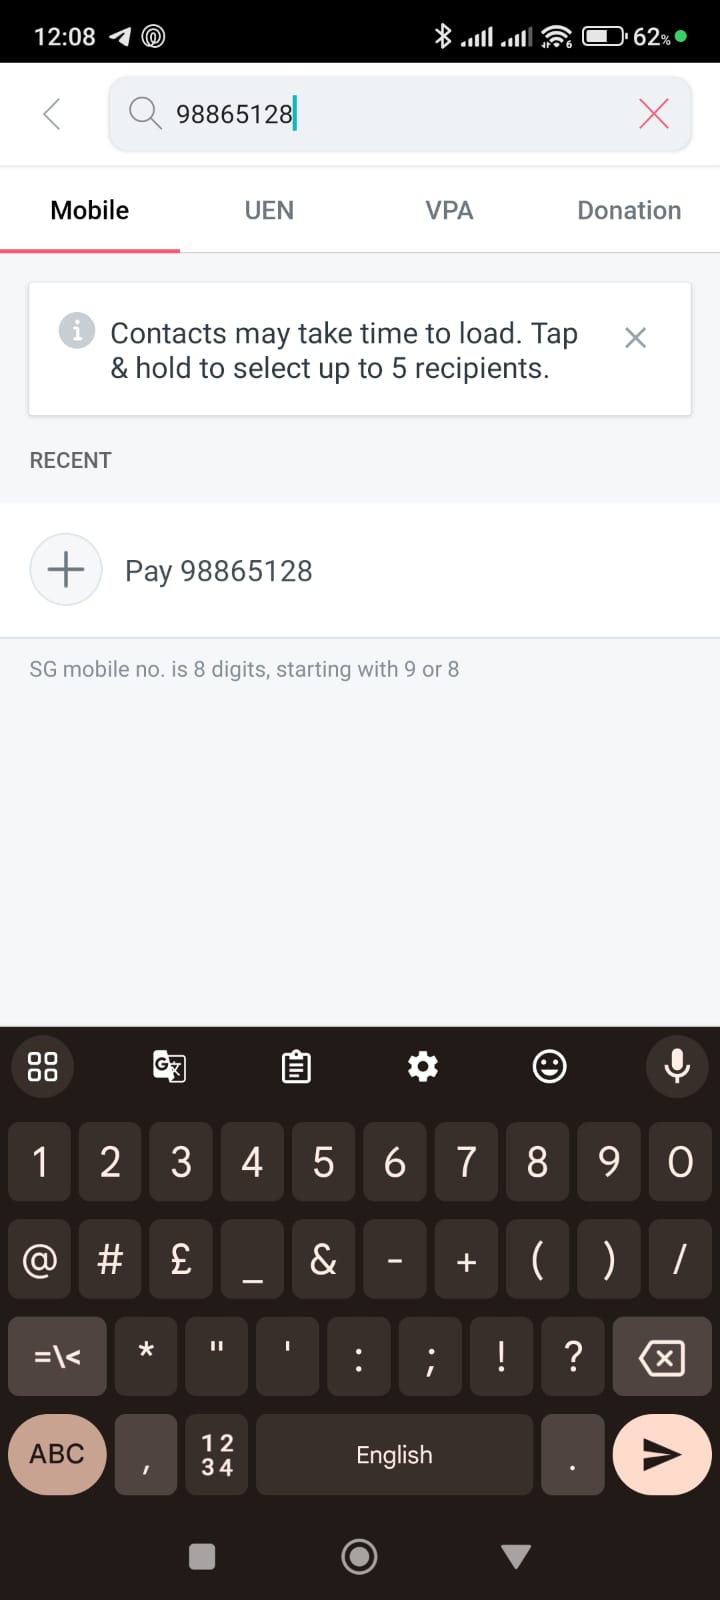 12:08 62%
98865128
Mobile UEN VPA Donation
Contacts may take time to load. Tap
& hold to select up to 5 recipients.
RECENT
Pay 98865128
SG mobile no. is 8 digits, starting with 9 or 8
1 2 3 4 5 6 7 8 9 0
@ # £ _ & - + ( ) /
=\< * " ' : ; ! ?
ABC , 12 34 English .